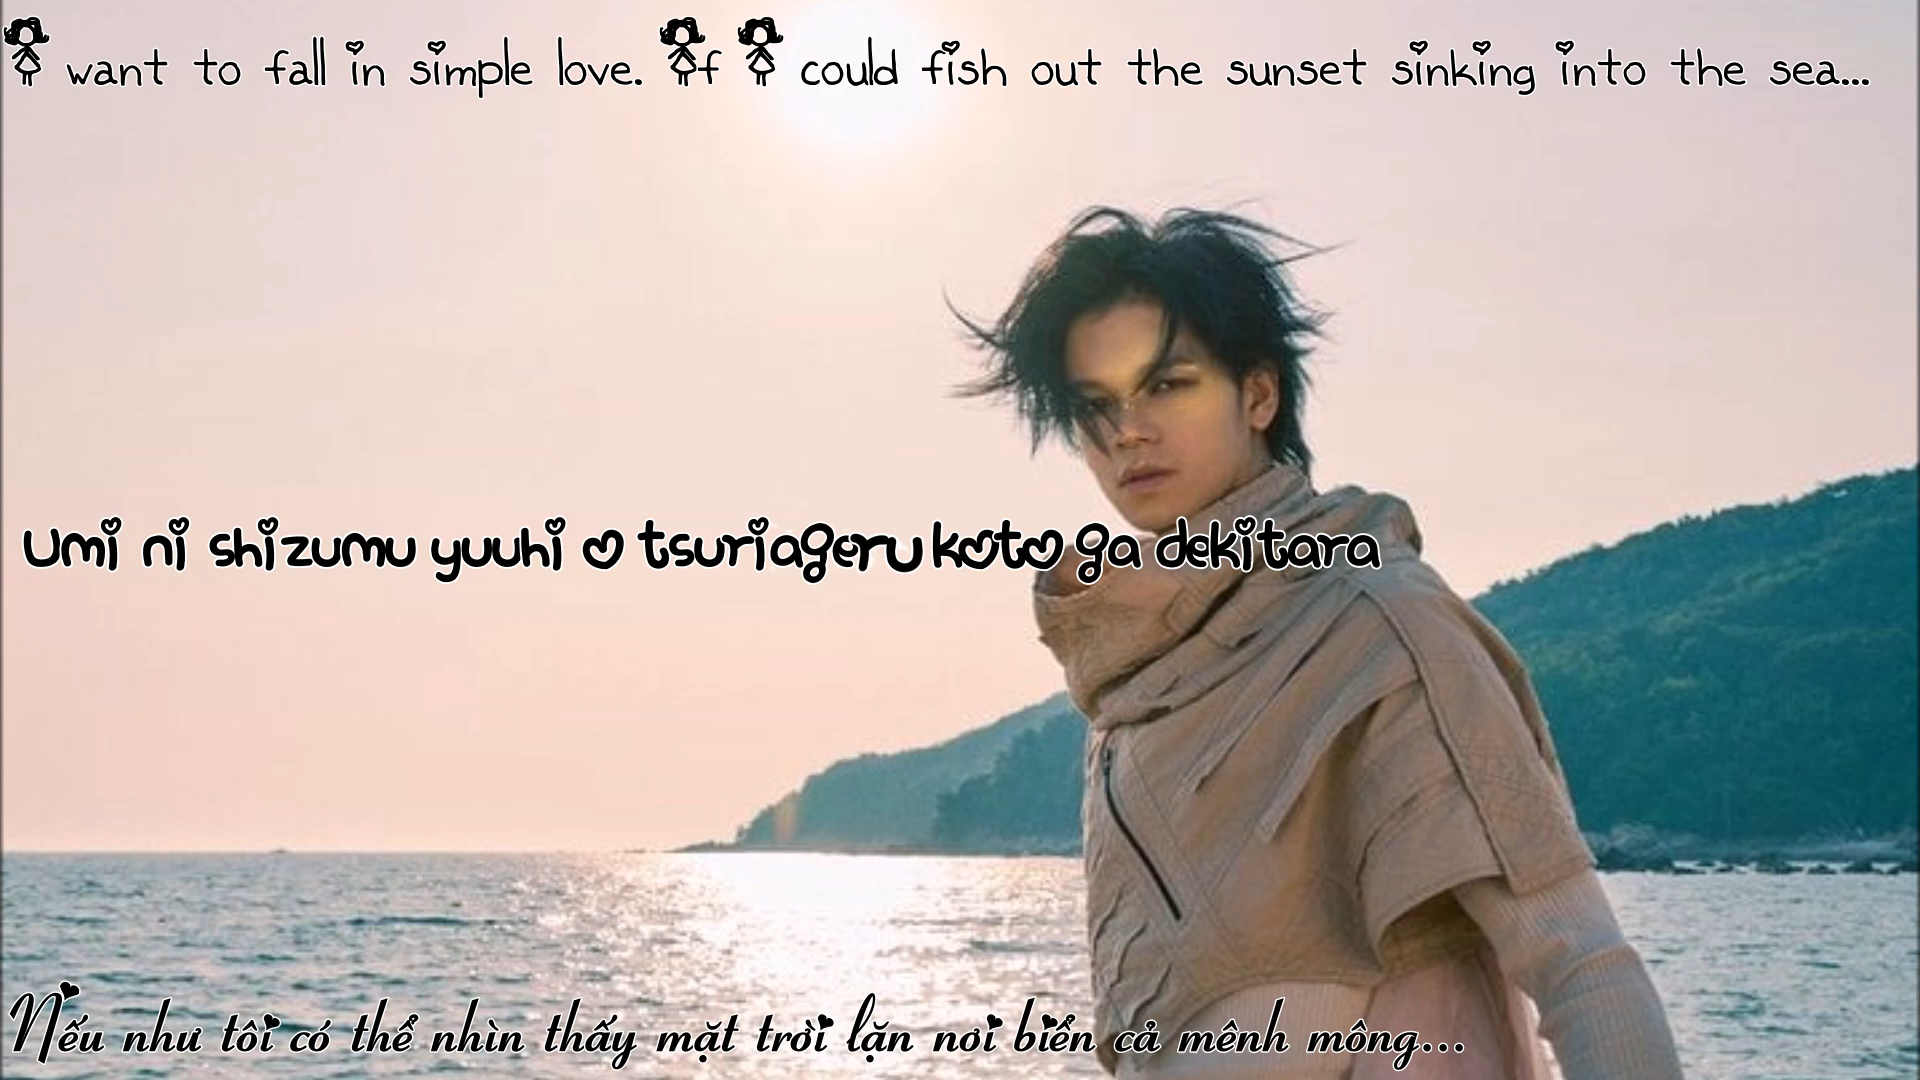 I want to fall in simple love. If I could fish out the sunset sinking into the sea...
Umi ni shizumu yuuhi o tsuriageru koto ga dekitara
Nếu như tôi có thể nhìn thấy mặt trời lặn nơi biển cả mênh mông...